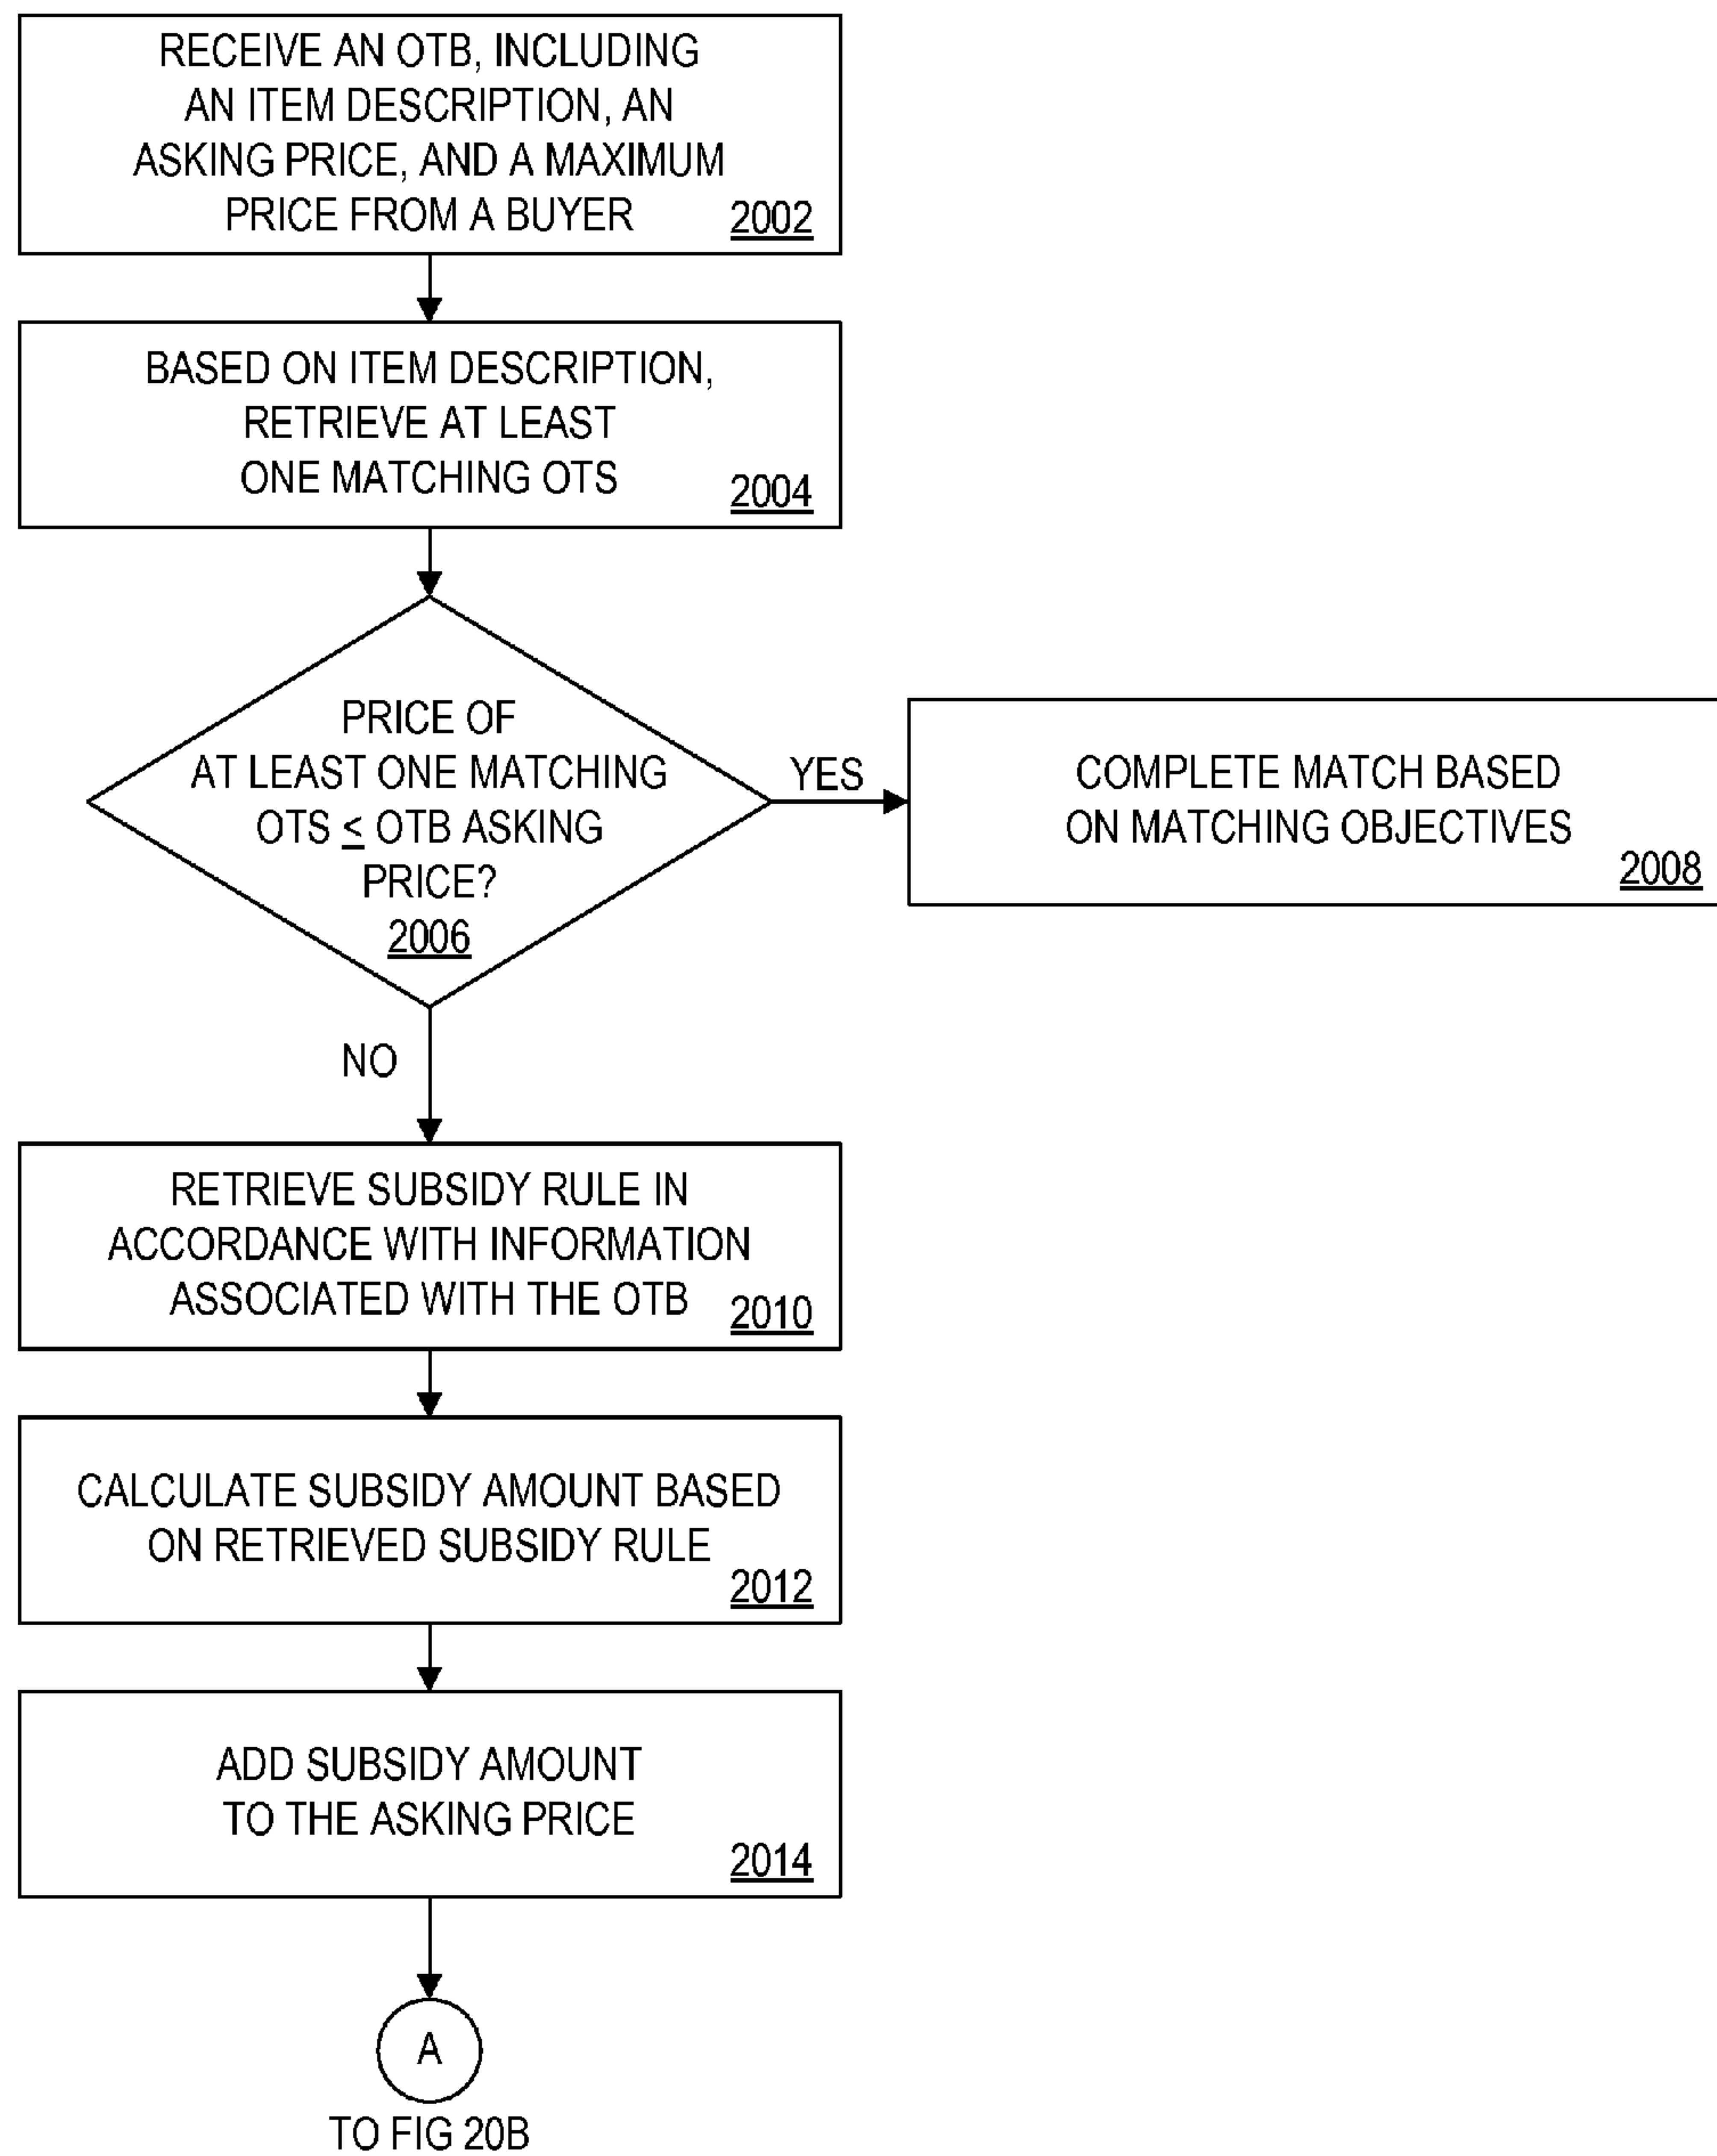 RECEIVE AN OTB, INCLUDING
AN ITEM DESCRIPTION, AN
ASKING PRICE, AND A MAXIMUM
PRICE FROM A BUYER
2002
BASED ON ITEM DESCRIPTION,
RETRIEVE AT LEAST
ONE MATCHING OTS
2004
PRICE OF
AT LEAST ONE MATCHING
OTS ≤ OTB ASKING
PRICE?
2006
YES
COMPLETE MATCH BASED
ON MATCHING OBJECTIVES
2008
NO
RETRIEVE SUBSIDY RULE IN
ACCORDANCE WITH INFORMATION
ASSOCIATED WITH THE OTB
2010
CALCULATE SUBSIDY AMOUNT BASED
ON RETRIEVED SUBSIDY RULE
2012
ADD SUBSIDY AMOUNT
TO THE ASKING PRICE
2014
A
TO FIG 20B